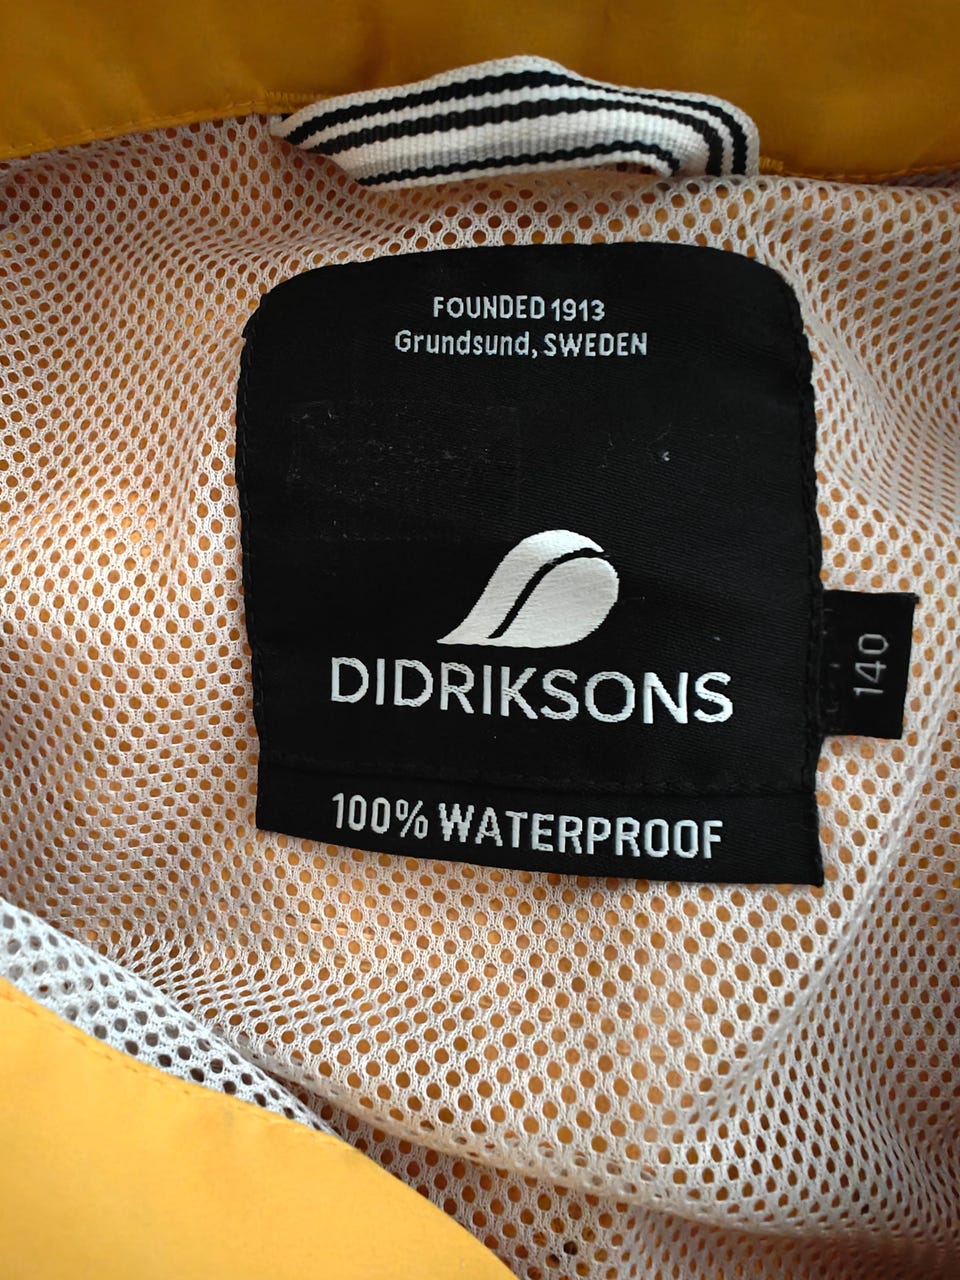 FOUNDED 1913
Grundsund, SWEDEN
DIDRIKSONS
100% WATERPROOF
140